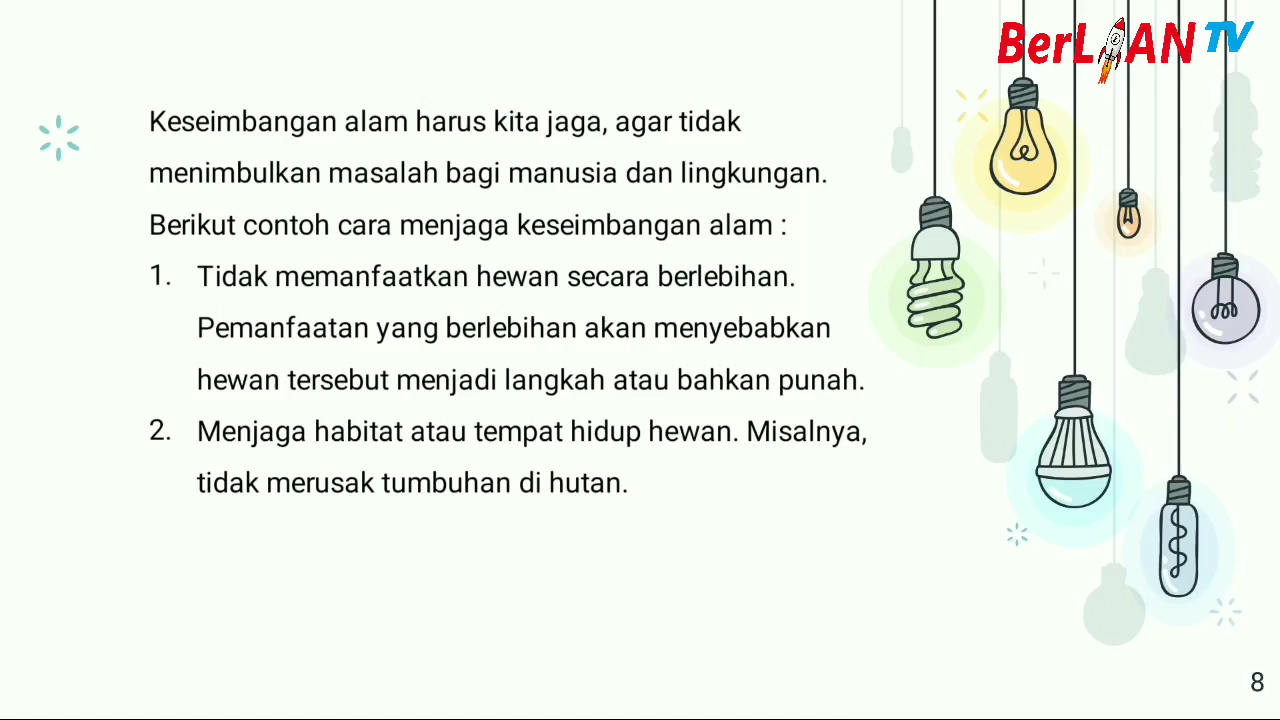 BerLIAN TV
Keseimbangan alam harus kita jaga, agar tidak
menimbulkan masalah bagi manusia dan lingkungan.
Berikut contoh cara menjaga keseimbangan alam :
1. Tidak memanfaatkan hewan secara berlebihan.
Pemanfaatan yang berlebihan akan menyebabkan
hewan tersebut menjadi langkah atau bahkan punah.
2. Menjaga habitat atau tempat hidup hewan. Misalnya,
tidak merusak tumbuhan di hutan.
8